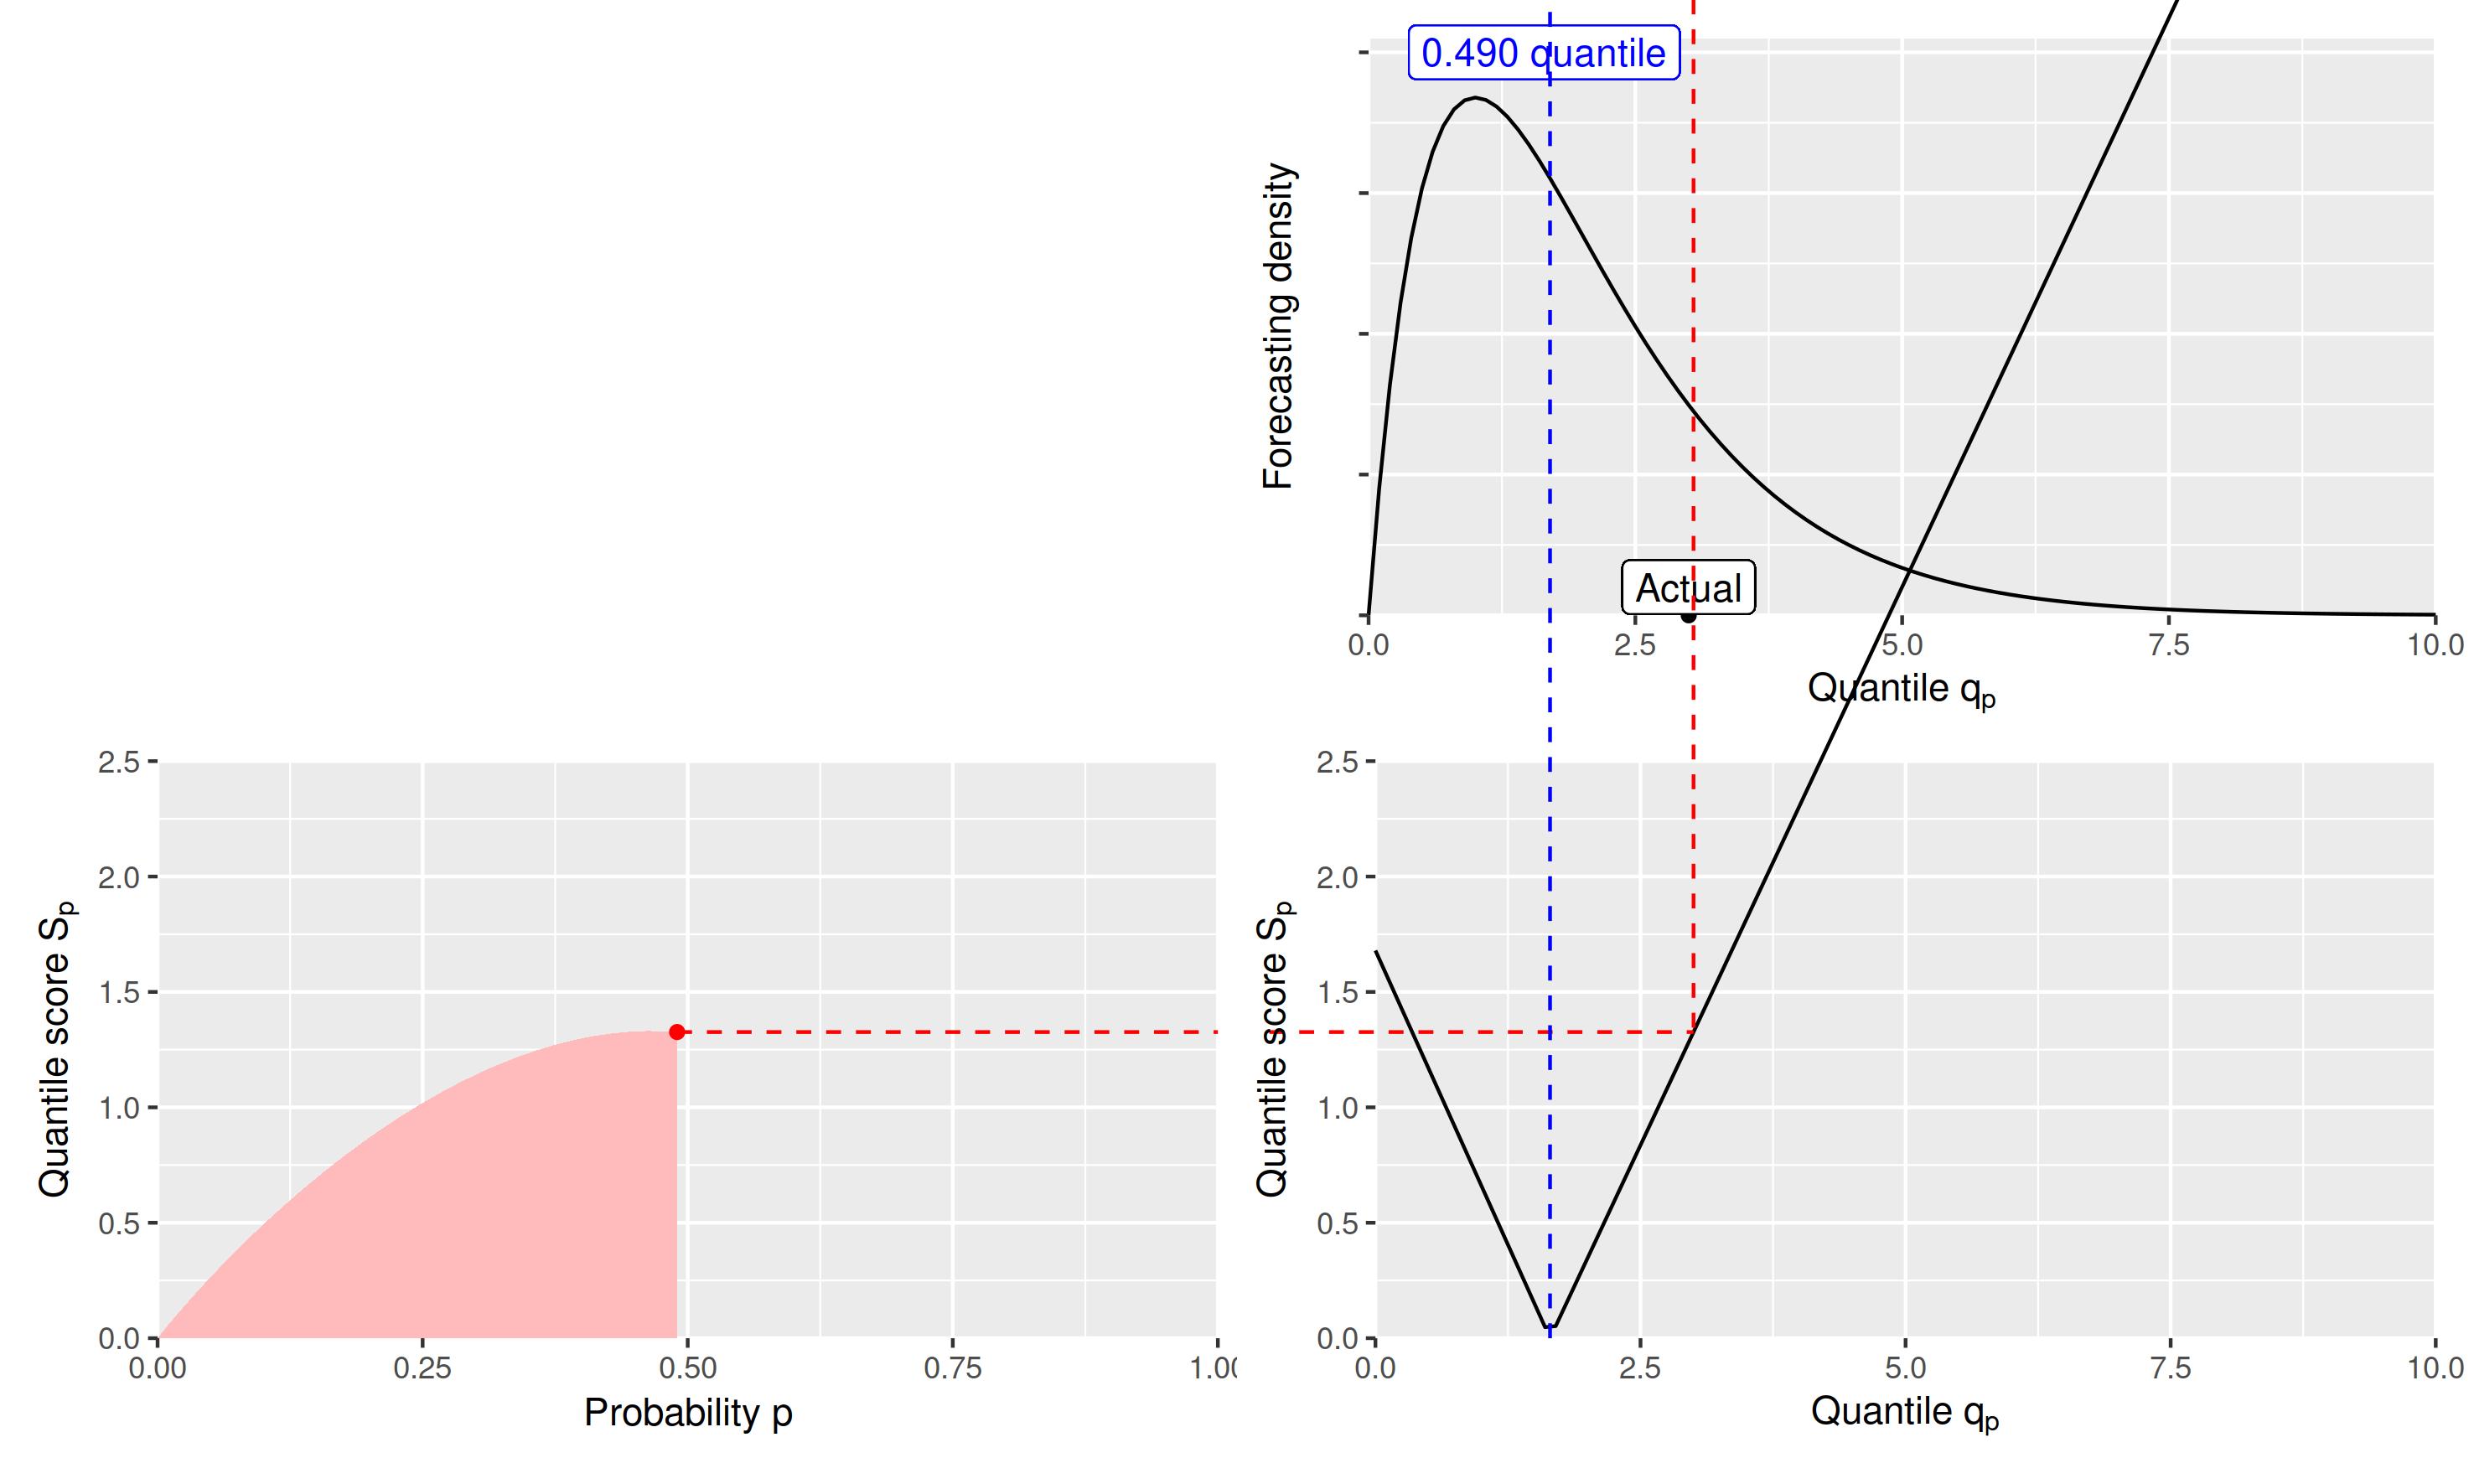 0.490 quantile
Forecasting density
Actual
0.0 2.5 5.0 7.5 10.0
Quantile qp
2.5
2.0
1.5
1.0
0.5
0.0
Quantile score Sp
0.00 0.25 0.50 0.75 1.00
Probability p
2.5
2.0
1.5
1.0
0.5
0.0
Quantile score Sp
0.0 2.5 5.0 7.5 10.0
Quantile qp